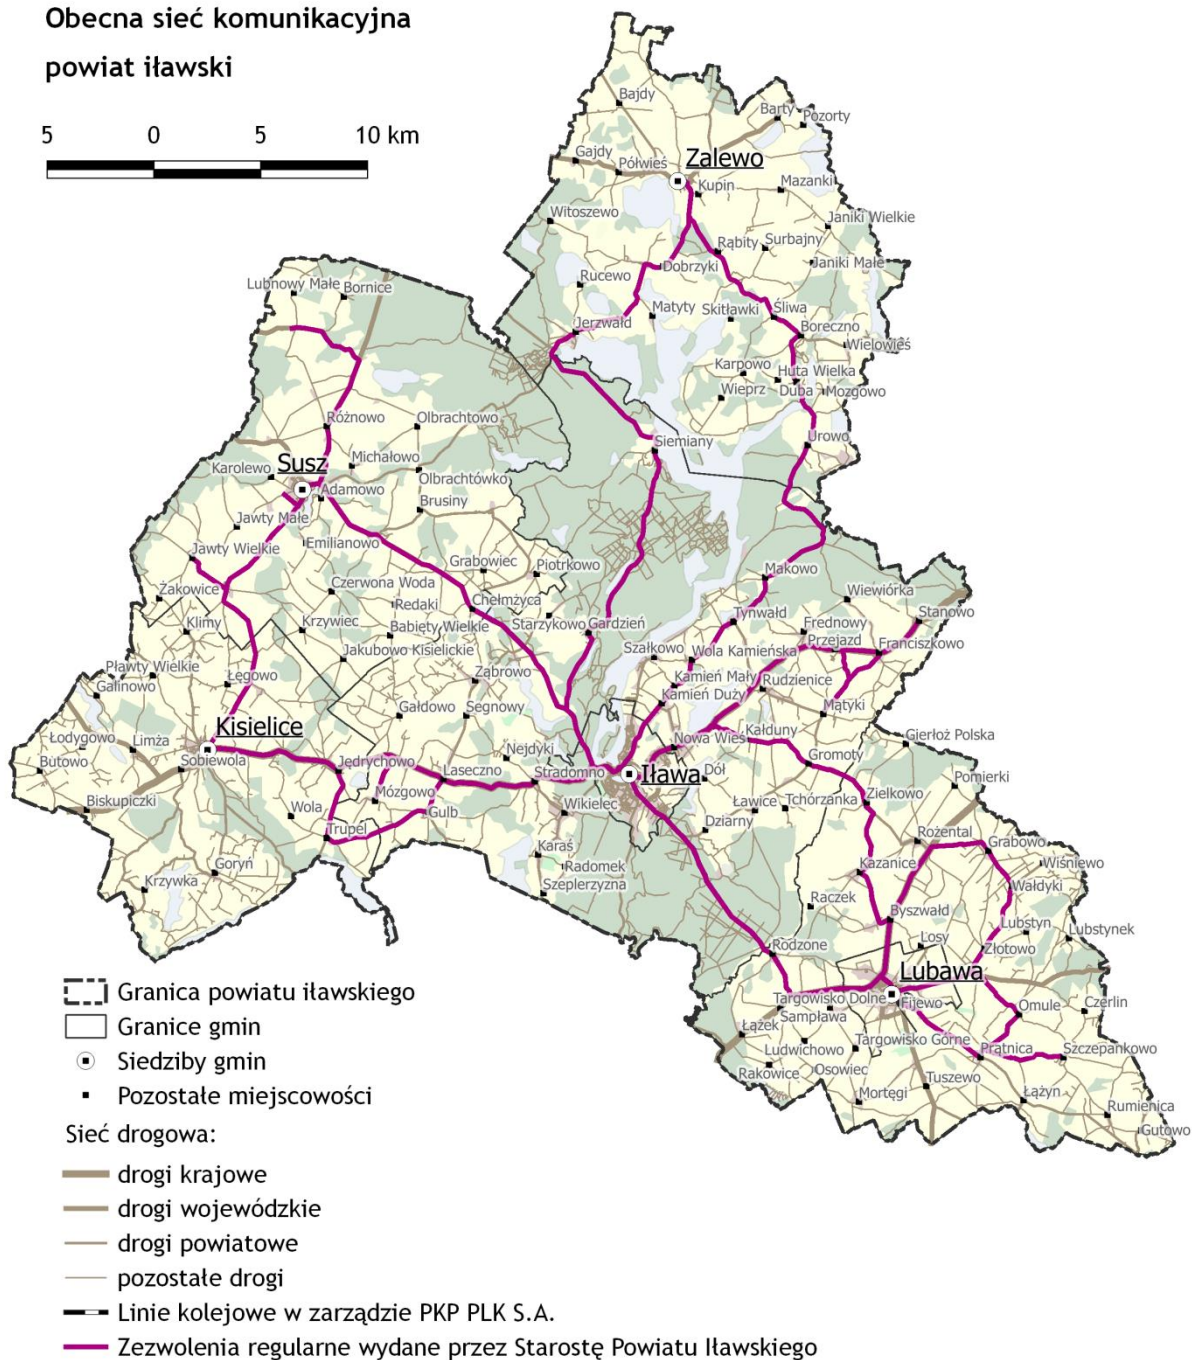 Obecna sieć komunikacyjna
powiat iławski
5 0 5 10 km
Bajdy
Barty
Pozorty
Gajdy
Półwieś
Zalewo
Kupin
Mazanki
Witoszewo
Janiki Wielkie
Rąbity
Surbajny
Dobrzyki
Janiki Małe
Rucewo
Lubnowy Małe
Bornice
Matyty
Skitławki
Śliwa
Jerzwałd
Boreczno
Wielowieś
Karpowo
Huta Wielka
Wieprz
Duba
Mozgowo
Różnowo
Olbrachtowo
Siemiany
Urowo
Susz
Michałowo
Karolewo
Olbrachtówko
Adamowo
Brusiny
Jawty Małe
Emilianowo
Jawty Wielkie
Grabowiec
Piotrkowo
Makowo
Żakowice
Czerwona Woda
Wiewiórka
Redaki
Chełmżyca
Stanowo
Klimy
Krzywiec
Babięty Wielkie
Starzykowo
Gardzień
Tynwałd
Frednowy
Przejazd
Franciszkowo
Jakubowo Kisielickie
Szałkowo
Wola Kamieńska
Pławty Wielkie
Galinowo
Łęgowo
Ząbrowo
Kamień Mały
Rudzienice
Kamień Duży
Mątyki
Gałdowo
Segnowy
Kisielice
Łodygowo
Limża
Nejdyki
Nowa Wieś
Kałduny
Gierłoż Polska
Gromoty
Butowo
Sobiewola
Jędrychowo
Laseczno
Stradomno
Iława
Dół
Pomierki
Biskupiczki
Wola
Mózgowo
Gulb
Wikielec
Ławice
Tchórzanka
Zielkowo
Trupel
Dziarny
Rożental
Grabowo
Karaś
Wiśniewo
Goryń
Radomek
Kazanice
Krzywka
Szeplerzyzna
Wałdyki
Raczek
Byszwałd
Lubstyn
Lubstynek
Losy
Złotowo
Rodzone
Lubawa
Targowisko Dolne
Fijewo
Sampława
Omule
Czerlin
Łążek
Ludwichowo
Targowisko Górne
Prątnica
Szczepankowo
Rakowice
Osowiec
Tuszewo
Mortęgi
Łążyn
Rumienica
Gutowo
Granica powiatu iławskiego
Granice gmin
Siedziby gmin
Pozostałe miejscowości
Sieć drogowa:
drogi krajowe
drogi wojewódzkie
drogi powiatowe
pozostałe drogi
Linie kolejowe w zarządzie PKP PLK S.A.
Zezwolenia regularne wydane przez Starostę Powiatu Iławskiego